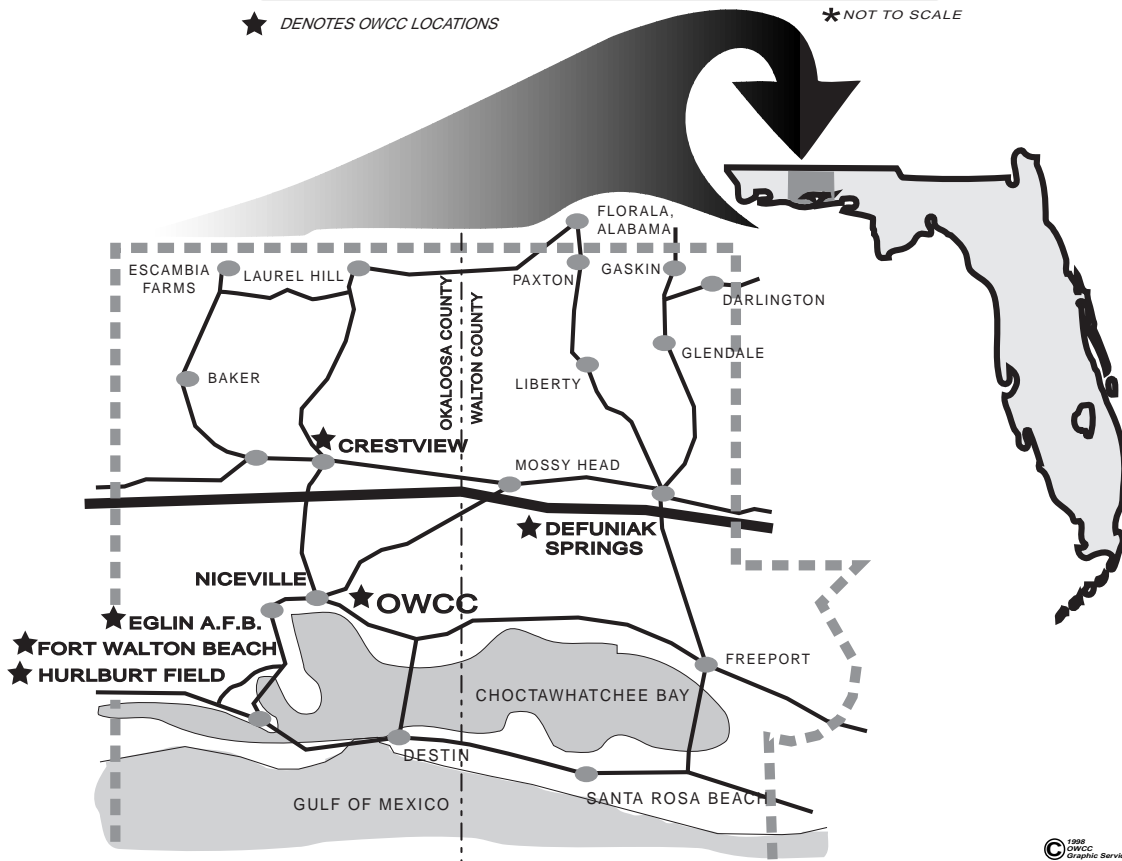 DENOTES OWCC LOCATIONS
*NOT TO SCALE
FLORALA,
ALABAMA
ESCAMBIA
FARMS
LAUREL HILL
PAXTON
GASKIN
DARLINGTON
OKALOOSA COUNTY
WALTON COUNTY
GLENDALE
BAKER
LIBERTY
CRESTVIEW
MOSSY HEAD
DEFUNIAK
SPRINGS
NICEVILLE
OWCC
EGLIN A.F.B.
FORT WALTON BEACH
HURLBURT FIELD
FREEPORT
CHOCTAWHATCHEE BAY
DESTIN
SANTA ROSA BEACH
GULF OF MEXICO
© 1998
OWCC
Graphic Servi